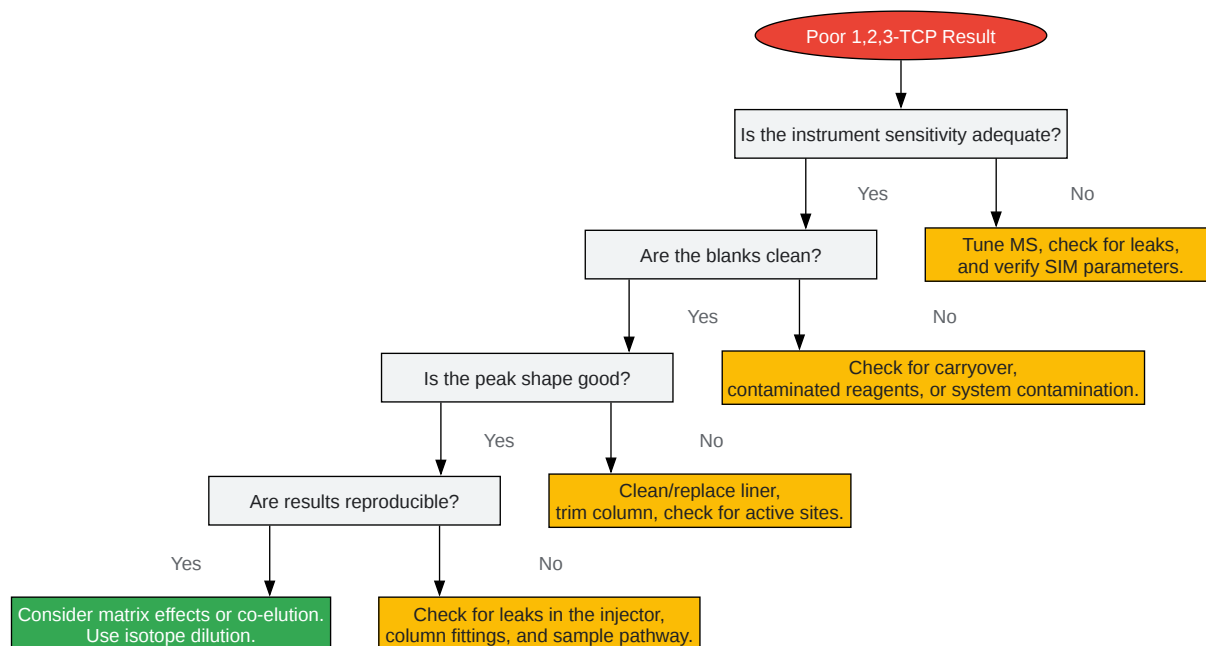 Poor 1,2,3-TCP Result
Is the instrument sensitivity adequate?
Yes
No
Are the blanks clean?
Tune MS, check for leaks,
and verify SIM parameters.
Yes
No
Is the peak shape good?
Check for carryover,
contaminated reagents, or system contamination.
Yes
No
Are results reproducible?
Clean/replace liner,
trim column, check for active sites.
Yes
No
Consider matrix effects or co-elution.
Use isotope dilution.
Check for leaks in the injector,
column fittings, and sample pathway.